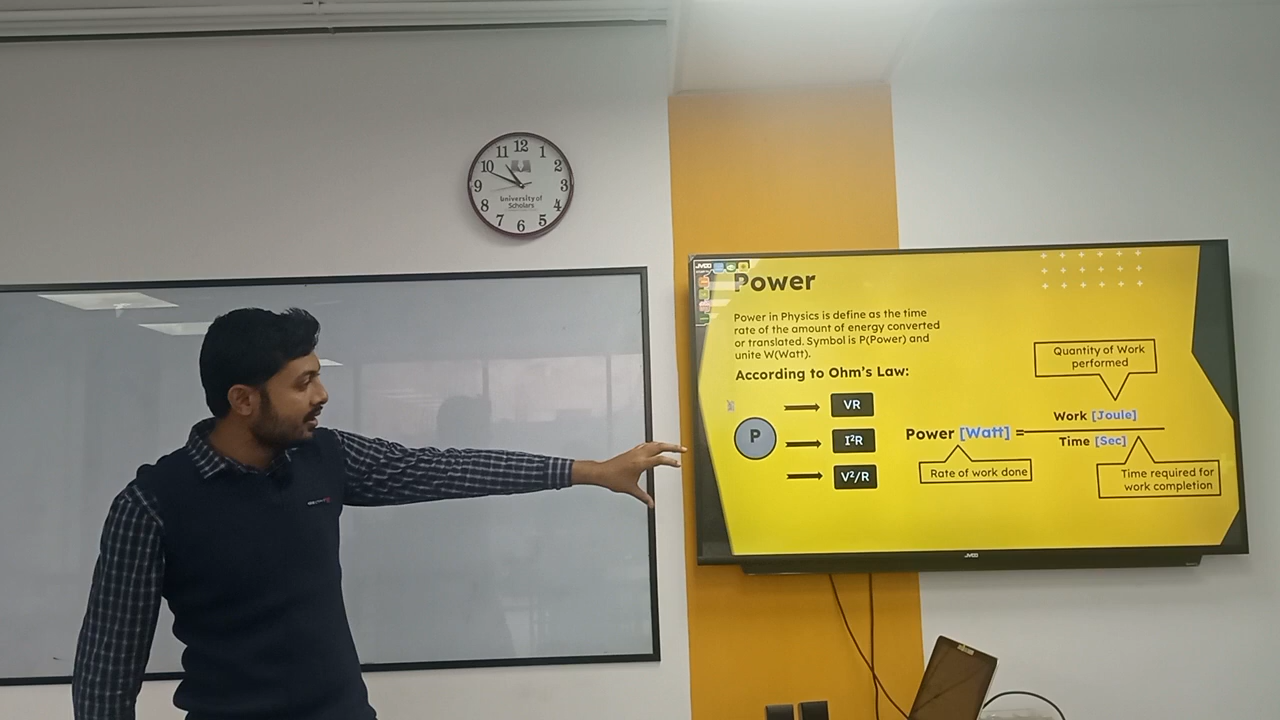 12
11
1
10
2
9
3
8
4
7
5
6
University of
Scholars
JVCO
Power
Power in Physics is define as the time
rate of the amount of energy converted
or translated. Symbol is P(Power) and
unite W(Watt).
According to Ohm's Law:
P
VR
I²R
V²/R
Quantity of Work
performed
Power [Watt] =
Work [Joule]
Time [Sec]
Rate of work done
Time required for
work completion
JVCO